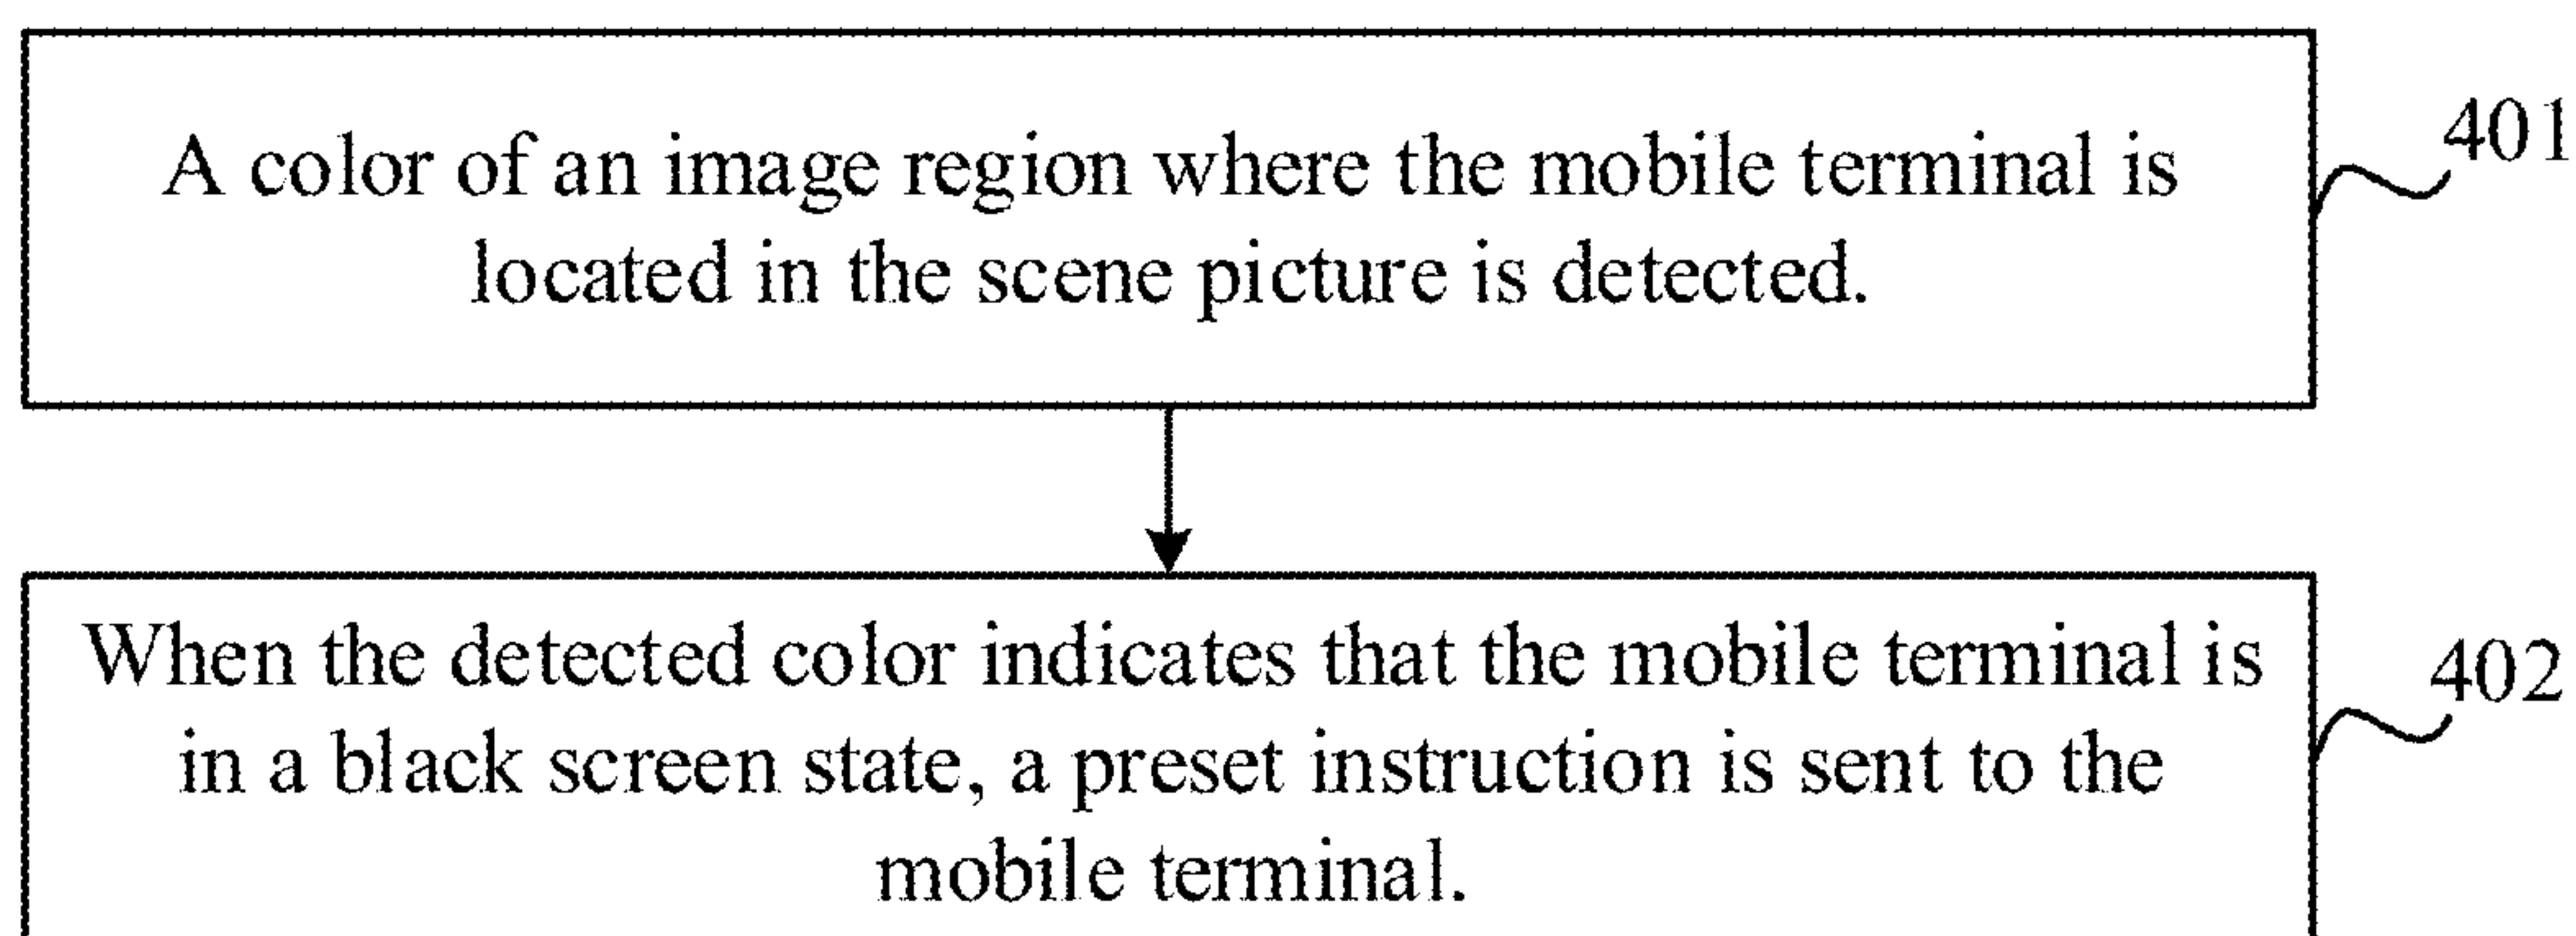 A color of an image region where the mobile terminal is
located in the scene picture is detected.
401
When the detected color indicates that the mobile terminal is
in a black screen state, a preset instruction is sent to the
mobile terminal.
402